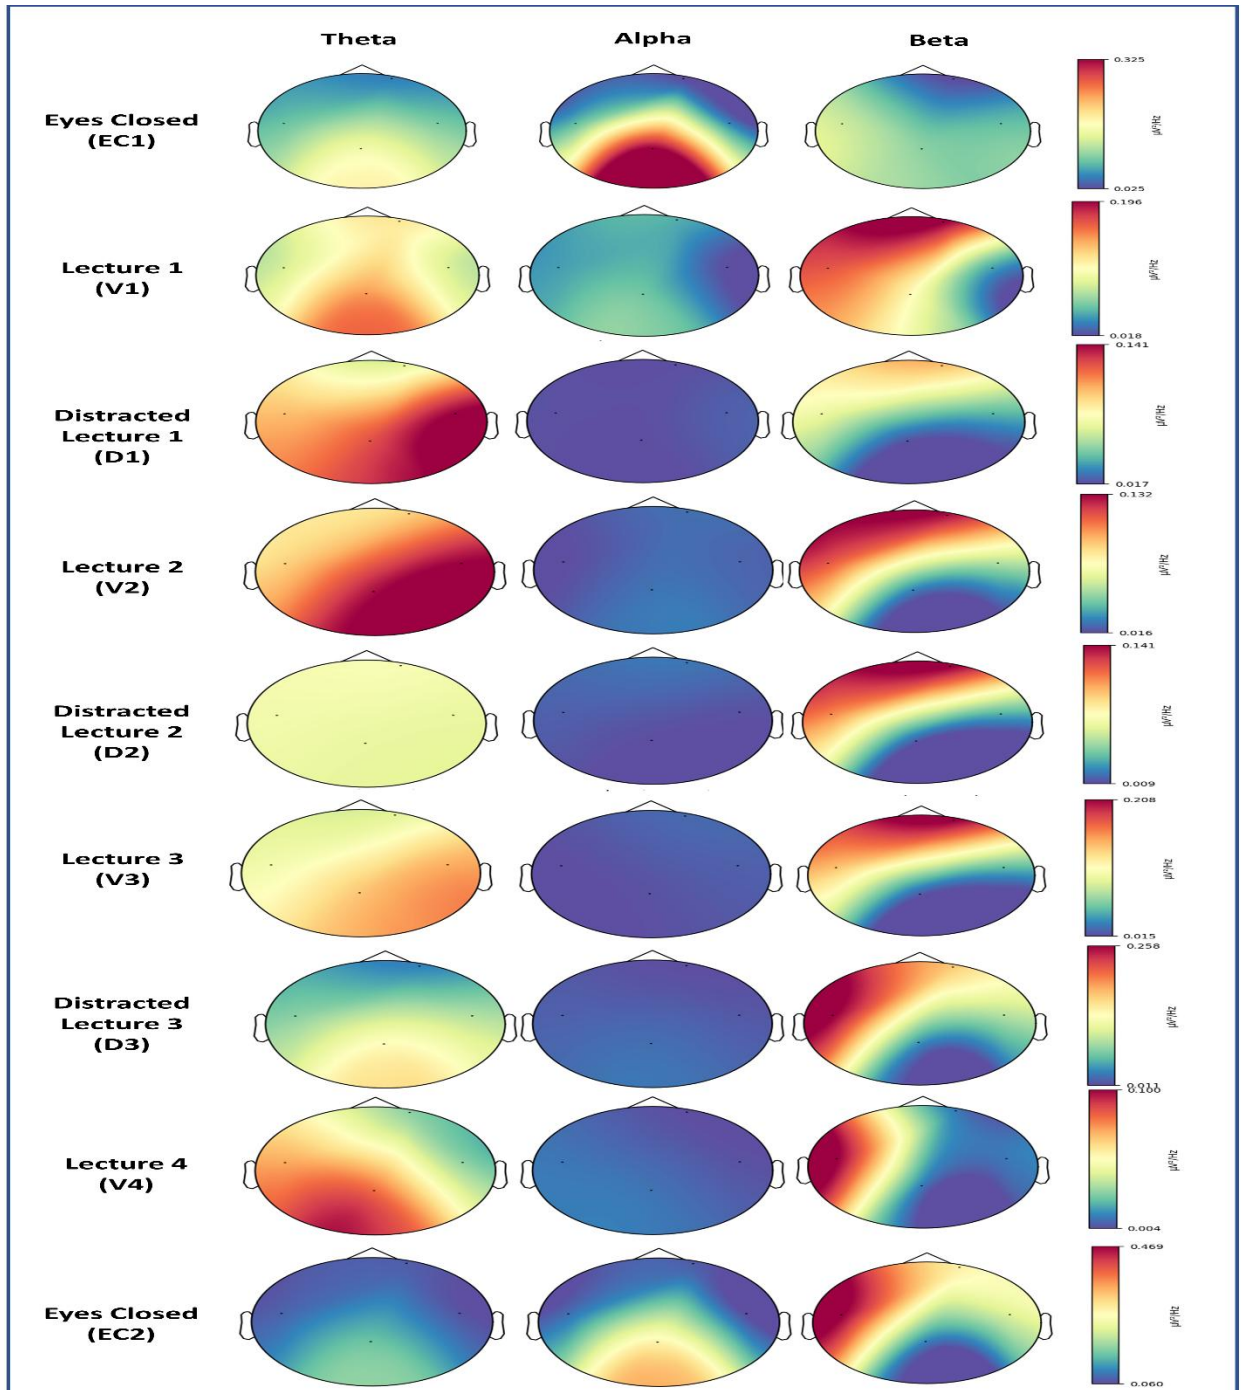 Theta Alpha Beta
Eyes Closed
(EC1)
0.325
µV²/Hz
0.025
Lecture 1
(V1)
0.196
µV²/Hz
0.018
Distracted
Lecture 1
(D1)
0.141
µV²/Hz
0.017
Lecture 2
(V2)
0.132
µV²/Hz
0.016
Distracted
Lecture 2
(D2)
0.141
µV²/Hz
0.009
Lecture 3
(V3)
0.208
µV²/Hz
0.015
Distracted
Lecture 3
(D3)
0.258
µV²/Hz
0.011
Lecture 4
(V4)
0.100
µV²/Hz
0.004
Eyes Closed
(EC2)
0.469
µV²/Hz
0.060